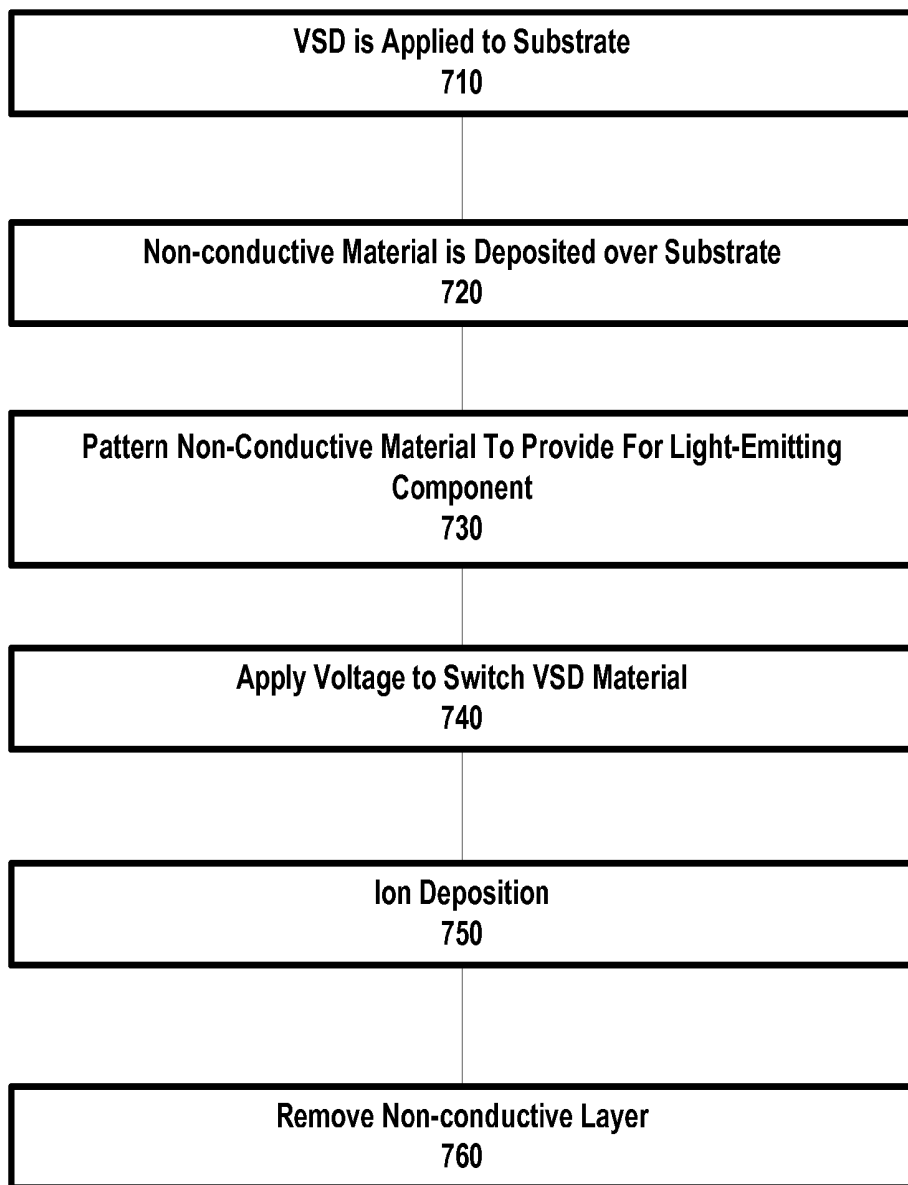 VSD is Applied to Substrate
710
Non-conductive Material is Deposited over Substrate
720
Pattern Non-Conductive Material To Provide For Light-Emitting
Component
730
Apply Voltage to Switch VSD Material
740
Ion Deposition
750
Remove Non-conductive Layer
760